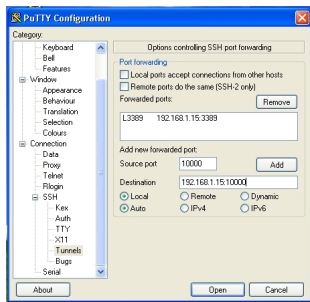 PuTTY Configuration
Category:
Keyboard
Bell
Features
Window
Appearance
Behaviour
Translation
Selection
Colours
Connection
Data
Proxy
Telnet
Rlogin
SSH
Kex
Auth
TTY
X11
Tunnels
Bugs
Serial
Options controlling SSH port forwarding
Port forwarding
Local ports accept connections from other hosts
Remote ports do the same (SSH-2 only)
Forwarded ports:
Remove
L3389 192.168.1.15:3389
Add new forwarded port:
Source port 10000 Add
Destination 192.168.1.15:10000
Local Remote Dynamic
Auto IPv4 IPv6
About Open Cancel